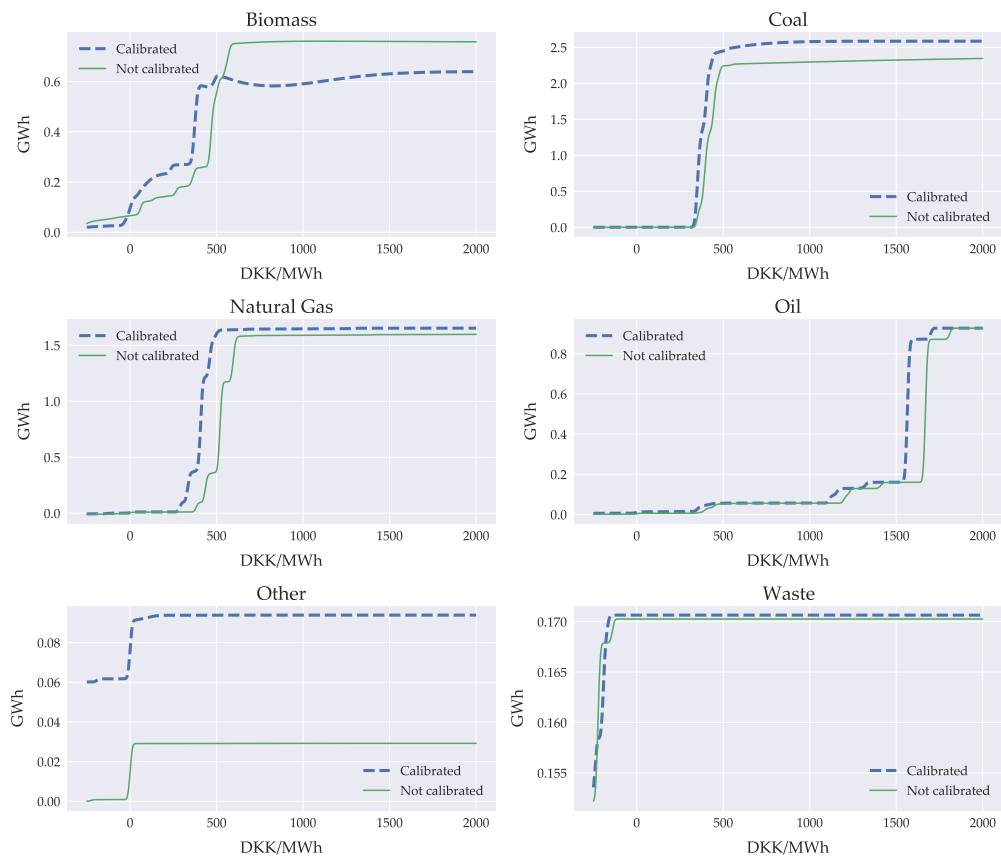 Biomass
Calibrated
Not calibrated
GWh
0.6
0.4
0.2
0.0
0 500 1000 1500 2000
DKK/MWh
Coal
GWh
2.5
2.0
1.5
1.0
0.5
0.0
Calibrated
Not calibrated
0 500 1000 1500 2000
DKK/MWh
Natural Gas
Calibrated
Not calibrated
GWh
1.5
1.0
0.5
0.0
0 500 1000 1500 2000
DKK/MWh
Oil
Calibrated
Not calibrated
GWh
0.8
0.6
0.4
0.2
0.0
0 500 1000 1500 2000
DKK/MWh
Other
GWh
0.08
0.06
0.04
0.02
0.00
Calibrated
Not calibrated
0 500 1000 1500 2000
DKK/MWh
Waste
GWh
0.170
0.165
0.160
0.155
Calibrated
Not calibrated
0 500 1000 1500 2000
DKK/MWh